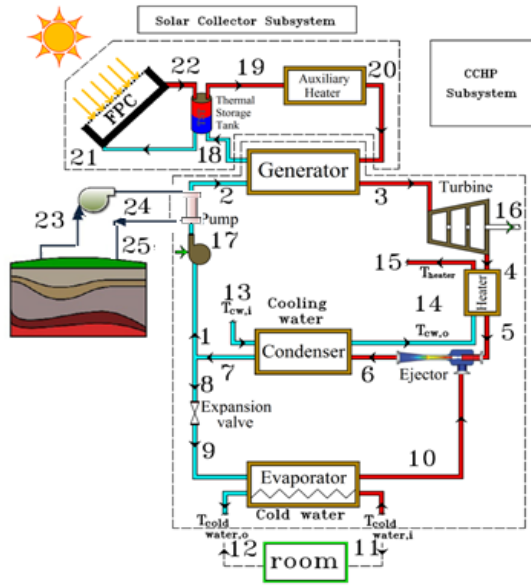 Solar Collector Subsystem
CCHP
Subsystem
22
19
20
Auxiliary
Heater
FPC
Thermal
Storage
Tank
21
18
Generator
2
3
Turbine
23
24
Pump
16
25
17
15
Theater
4
13
Tcw,i
Cooling
water
14
Heater
Tcw,o
5
1
Condenser
7
6
Ejector
8
Expansion
valve
9
10
Evaporator
Cold water
Tcold
water,o
Tcold
water,i
12
11
room